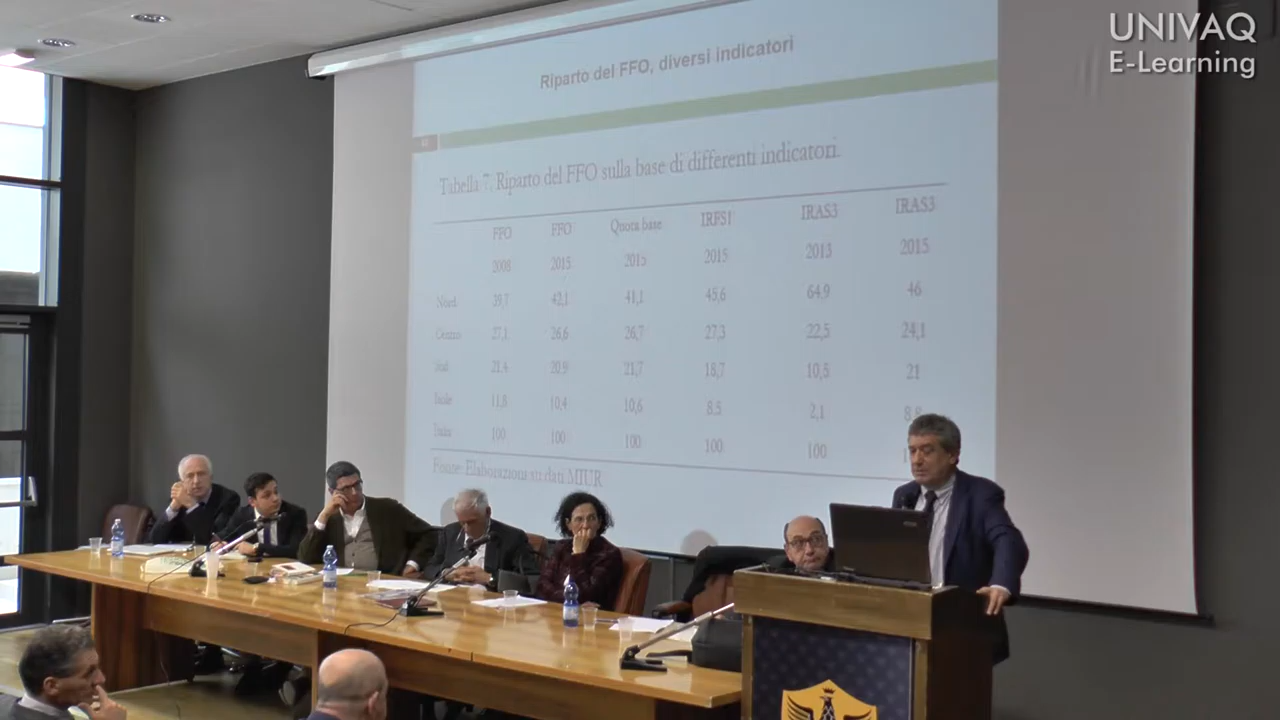 UNIVAQ
E-Learning
Riparto del FFO, diversi indicatori
Tabella 7. Riparto del FFO sulla base di differenti indicatori.
FFO FFO Quota base IRFS1 IRAS3 IRAS3
2008 2015 2015 2015 2013 2015
Nord 39,7 42,1 41,1 45,6 64,9 46
Centro 27,1 26,6 26,7 27,3 22,5 24,1
Sud 21,4 20,9 21,7 18,7 10,5 21
Isole 11,8 10,4 10,6 8,5 2,1 8,8
Italia 100 100 100 100 100
Fonte: Elaborazioni su dati MIUR